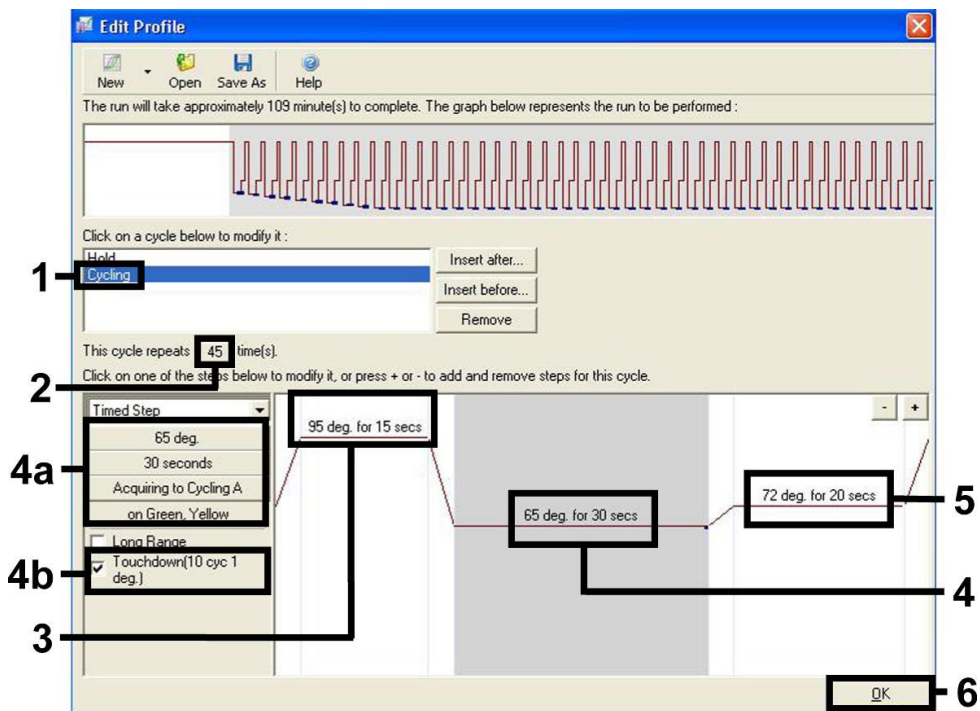 Edit Profile
New Open Save As Help
The run will take approximately 109 minute(s) to complete. The graph below represents the run to be performed :
Click on a cycle below to modify it :
Hold
1
Cycling
Insert after...
Insert before...
Remove
This cycle repeats 45 time(s).
2
Click on one of the steps below to modify it, or press + or - to add and remove steps for this cycle.
Timed Step
- +
4a
65 deg.
30 seconds
Acquiring to Cycling A
on Green, Yellow
95 deg. for 15 secs
65 deg. for 30 secs
72 deg. for 20 secs
5
Long Range
4b
Touchdown(10 cyc 1
deg.)
4
3
OK
6